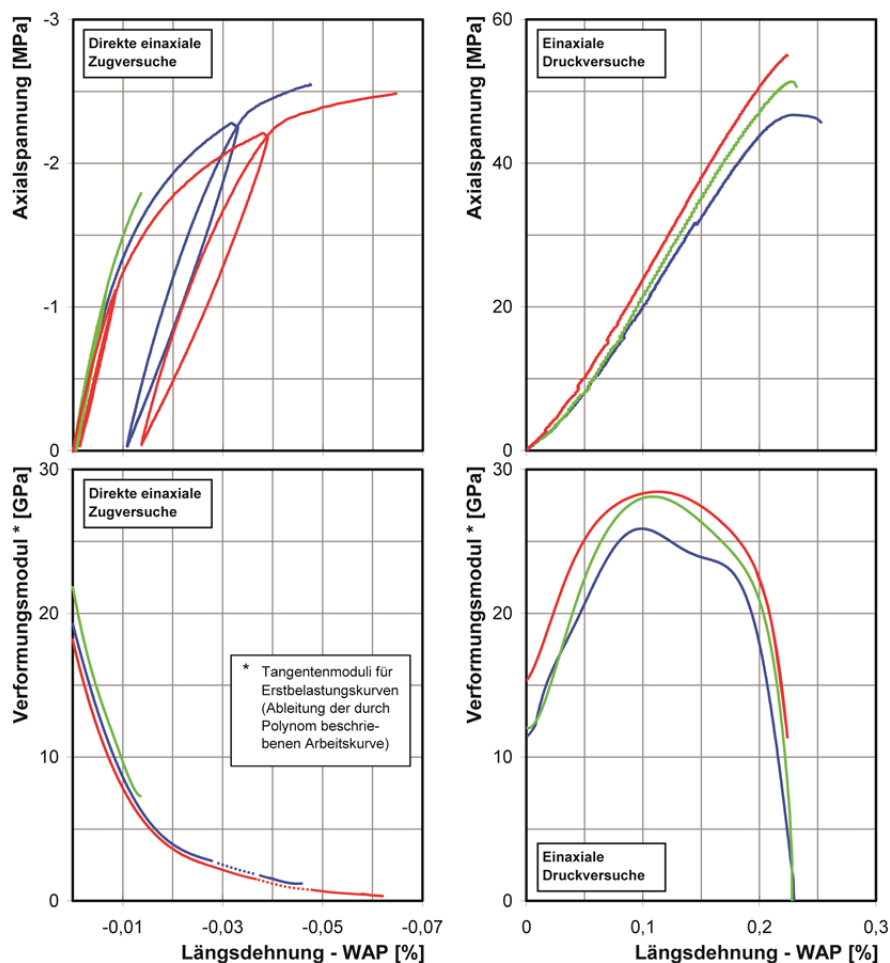 Axialspannung [MPa]
-3
-2
-1
0
Direkte einaxiale
Zugversuche
Axialspannung [MPa]
60
40
20
0
Einaxiale
Druckversuche
Verformungsmodul * [GPa]
30
20
10
0
Direkte einaxiale
Zugversuche
* Tangentenmoduli für
Erstbelastungskurven
(Ableitung der durch
Polynom beschrie-
benen Arbeitskurve)
-0,01 -0,03 -0,05 -0,07
Längsdehnung - WAP [%]
Verformungsmodul * [GPa]
30
20
10
0
Einaxiale
Druckversuche
0 0,1 0,2 0,3
Längsdehnung - WAP [%]